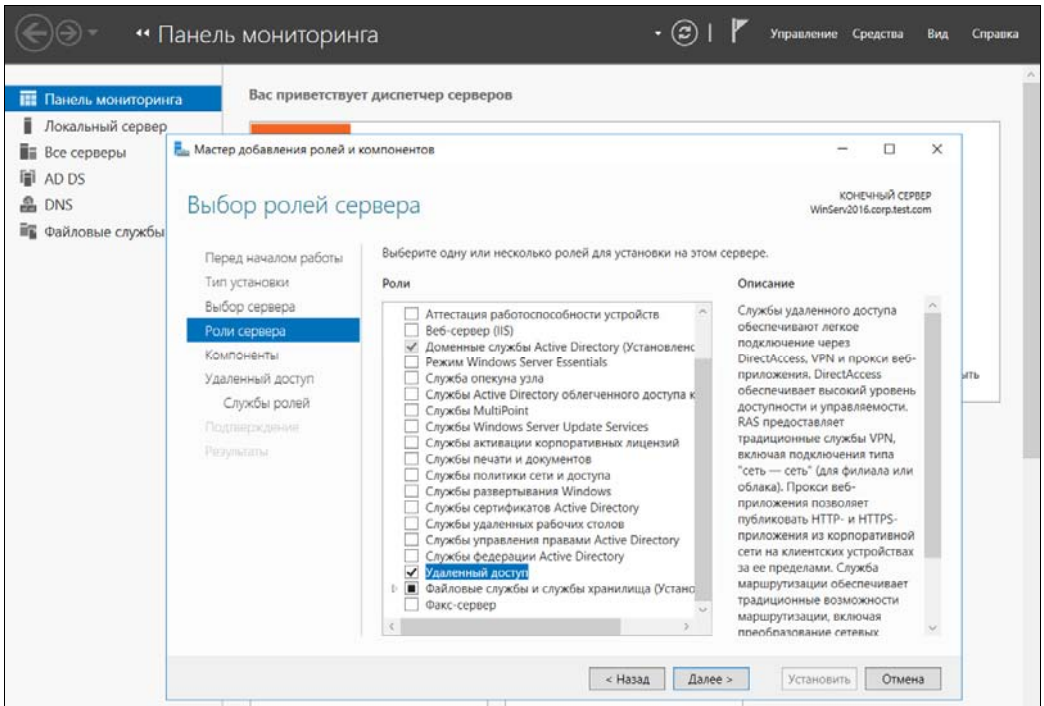 Панель мониторинга
Управление Средства Вид Справка
Панель мониторинга
Локальный сервер
Все серверы
AD DS
DNS
Файловые службы
Вас приветствует диспетчер серверов
Мастер добавления ролей и компонентов
Выбор ролей сервера
КОНЕЧНЫЙ СЕРВЕР
WinServ2016.corp.test.com
Перед началом работы
Тип установки
Выбор сервера
Роли сервера
Компоненты
Удаленный доступ
Службы ролей
Подтверждение
Результаты
Выберите одну или несколько ролей для установки на этом сервере.
Роли
Аттестация работоспособности устройств
Веб-сервер (IIS)
Доменные службы Active Directory (Установлено
Режим Windows Server Essentials
Служба опекуна узла
Службы Active Directory облегченного доступа к
Службы MultiPoint
Службы Windows Server Update Services
Службы активации корпоративных лицензий
Службы печати и документов
Службы политики сети и доступа
Службы развертывания Windows
Службы сертификатов Active Directory
Службы удаленных рабочих столов
Службы управления правами Active Directory
Службы федерации Active Directory
Удаленный доступ
Файловые службы и службы хранилища (Устано
Факс-сервер
Описание
Службы удаленного доступа
обеспечивают легкое
подключение через
DirectAccess, VPN и прокси веб-
приложения. DirectAccess
обеспечивает высокий уровень
доступности и управляемости.
RAS предоставляет
традиционные службы VPN,
включая подключения типа
"сеть — сеть" (для филиала или
облака). Прокси веб-
приложения позволяет
публиковать HTTP- и HTTPS-
приложения из корпоративной
сети на клиентских устройствах
за ее пределами. Служба
маршрутизации обеспечивает
традиционные возможности
маршрутизации, включая
преобразование сетевых
ыть
< Назад
Далее >
Установить
Отмена